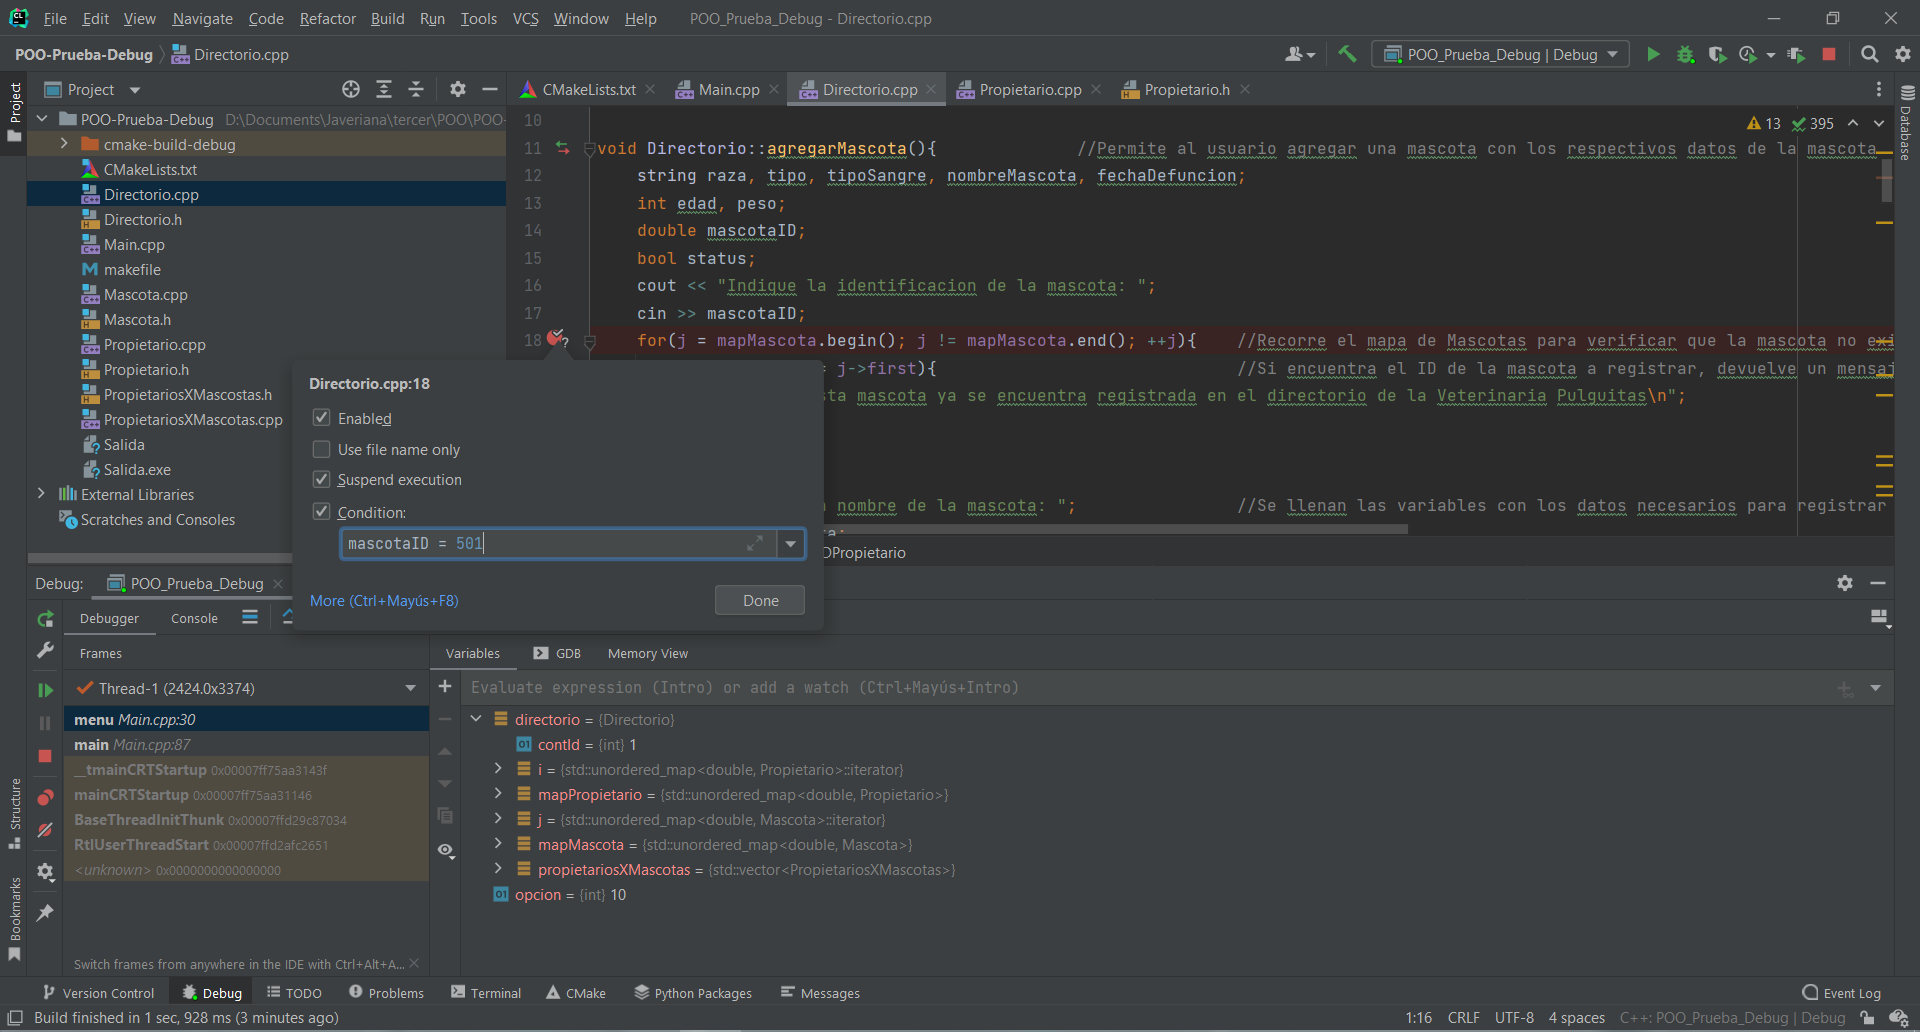 File Edit View Navigate Code Refactor Build Run Tools VCS Window Help POO_Prueba_Debug - Directorio.cpp
POO-Prueba-Debug Directorio.cpp POO_Prueba_Debug | Debug
Project
Project
CMakeLists.txt Main.cpp Directorio.cpp Propietario.cpp Propietario.h
Database
POO-Prueba-Debug D:\Documents\Javeriana\tercer\POO\POO-
cmake-build-debug
CMakeLists.txt
Directorio.cpp
Directorio.h
Main.cpp
makefile
Mascota.cpp
Mascota.h
Propietario.cpp
Propietario.h
PropietariosXMascostas.h
PropietariosXMascotas.cpp
Salida
Salida.exe
External Libraries
Scratches and Consoles
13 395
10
11 void Directorio::agregarMascota(){ //Permite al usuario agregar una mascota con los respectivos datos de la mascota
12 string raza, tipo, tipoSangre, nombreMascota, fechaDefuncion;
13 int edad, peso;
14 double mascotaID;
15 bool status;
16 cout << "Indique la identificacion de la mascota: ";
17 cin >> mascotaID;
18 for(j = mapMascota.begin(); j != mapMascota.end(); ++j){ //Recorre el mapa de Mascotas para verificar que la mascota no exi
= j->first){ //Si encuentra el ID de la mascota a registrar, devuelve un mensaj
sta mascota ya se encuentra registrada en el directorio de la Veterinaria Pulguitas\n";
nombre de la mascota: "; //Se llenan las variables con los datos necesarios para registrar
OPropietario
Directorio.cpp:18
Enabled
Use file name only
Suspend execution
Condition:
mascotaID = 501
More (Ctrl+Mayús+F8) Done
Debug: POO_Prueba_Debug
Debugger Console
Frames
Thread-1 (2424.0x3374)
menu Main.cpp:30
main Main.cpp:87
__tmainCRTStartup 0x00007ff75aa3143f
mainCRTStartup 0x00007ff75aa31146
BaseThreadInitThunk 0x00007ffd29c87034
RtlUserThreadStart 0x00007ffd2afc2651
<unknown> 0x0000000000000000
Switch frames from anywhere in the IDE with Ctrl+Alt+A...
Variables GDB Memory View
Evaluate expression (Intro) or add a watch (Ctrl+Mayús+Intro)
directorio = {Directorio}
contId = {int} 1
i = {std::unordered_map<double, Propietario>::iterator}
mapPropietario = {std::unordered_map<double, Propietario>}
j = {std::unordered_map<double, Mascota>::iterator}
mapMascota = {std::unordered_map<double, Mascota>}
propietariosXMascotas = {std::vector<PropietariosXMascotas>}
opcion = {int} 10
Structure
Bookmarks
Version Control Debug TODO Problems Terminal CMake Python Packages Messages Event Log
Build finished in 1 sec, 928 ms (3 minutes ago) 1:16 CRLF UTF-8 4 spaces C++: POO_Prueba_Debug | Debug